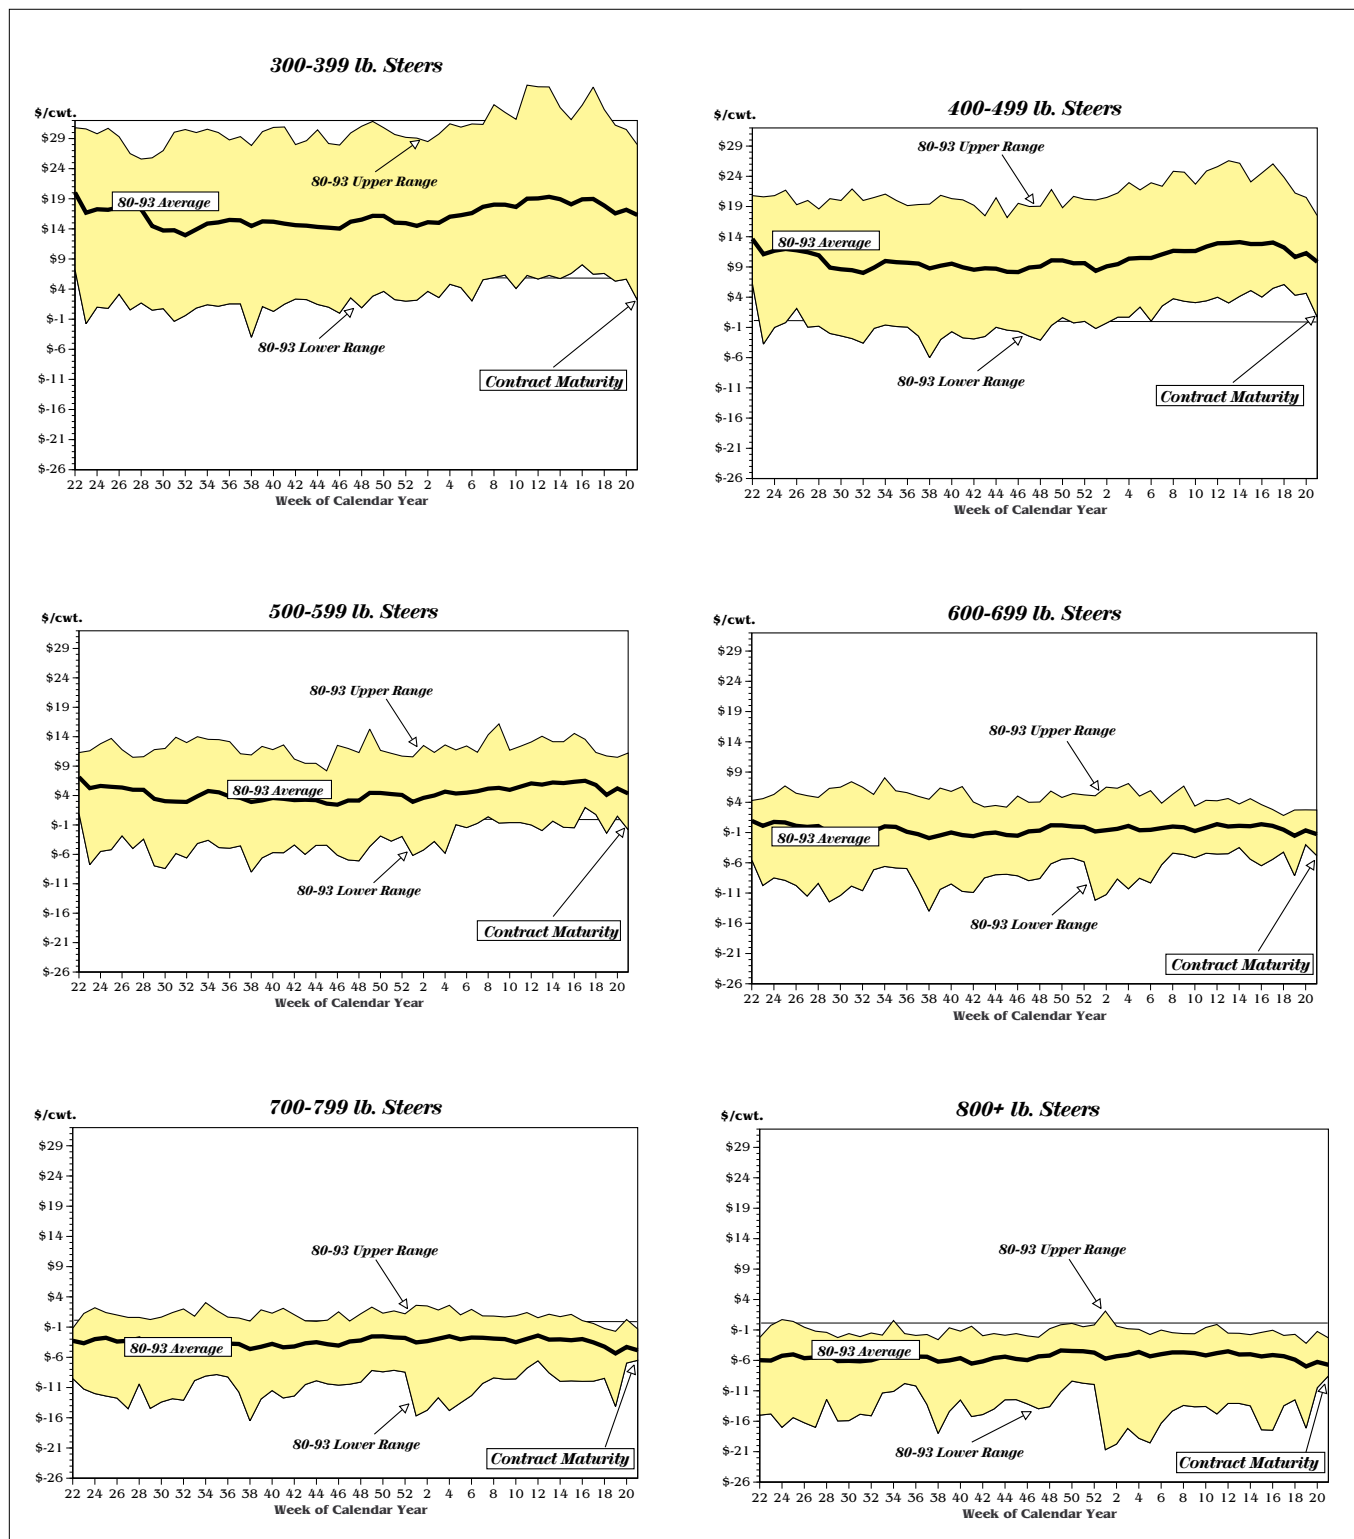 300-399 lb. Steers
$/cwt.
$29
$24
$19
$14
$9
$4
$-1
$-6
$-11
$-16
$-21
$-26
80-93 Upper Range
80-93 Average
80-93 Lower Range
Contract Maturity
22 24 26 28 30 32 34 36 38 40 42 44 46 48 50 52 2 4 6 8 10 12 14 16 18 20
Week of Calendar Year
400-499 lb. Steers
$/cwt.
$29
$24
$19
$14
$9
$4
$-1
$-6
$-11
$-16
$-21
$-26
80-93 Upper Range
80-93 Average
80-93 Lower Range
Contract Maturity
22 24 26 28 30 32 34 36 38 40 42 44 46 48 50 52 2 4 6 8 10 12 14 16 18 20
Week of Calendar Year
500-599 lb. Steers
$/cwt.
$29
$24
$19
$14
$9
$4
$-1
$-6
$-11
$-16
$-21
$-26
80-93 Upper Range
80-93 Average
80-93 Lower Range
Contract Maturity
22 24 26 28 30 32 34 36 38 40 42 44 46 48 50 52 2 4 6 8 10 12 14 16 18 20
Week of Calendar Year
600-699 lb. Steers
$/cwt.
$29
$24
$19
$14
$9
$4
$-1
$-6
$-11
$-16
$-21
$-26
80-93 Upper Range
80-93 Average
80-93 Lower Range
Contract Maturity
22 24 26 28 30 32 34 36 38 40 42 44 46 48 50 52 2 4 6 8 10 12 14 16 18 20
Week of Calendar Year
700-799 lb. Steers
$/cwt.
$29
$24
$19
$14
$9
$4
$-1
$-6
$-11
$-16
$-21
$-26
80-93 Upper Range
80-93 Average
80-93 Lower Range
Contract Maturity
22 24 26 28 30 32 34 36 38 40 42 44 46 48 50 52 2 4 6 8 10 12 14 16 18 20
Week of Calendar Year
800+ lb. Steers
$/cwt.
$29
$24
$19
$14
$9
$4
$-1
$-6
$-11
$-16
$-21
$-26
80-93 Upper Range
80-93 Average
80-93 Lower Range
Contract Maturity
22 24 26 28 30 32 34 36 38 40 42 44 46 48 50 52 2 4 6 8 10 12 14 16 18 20
Week of Calendar Year